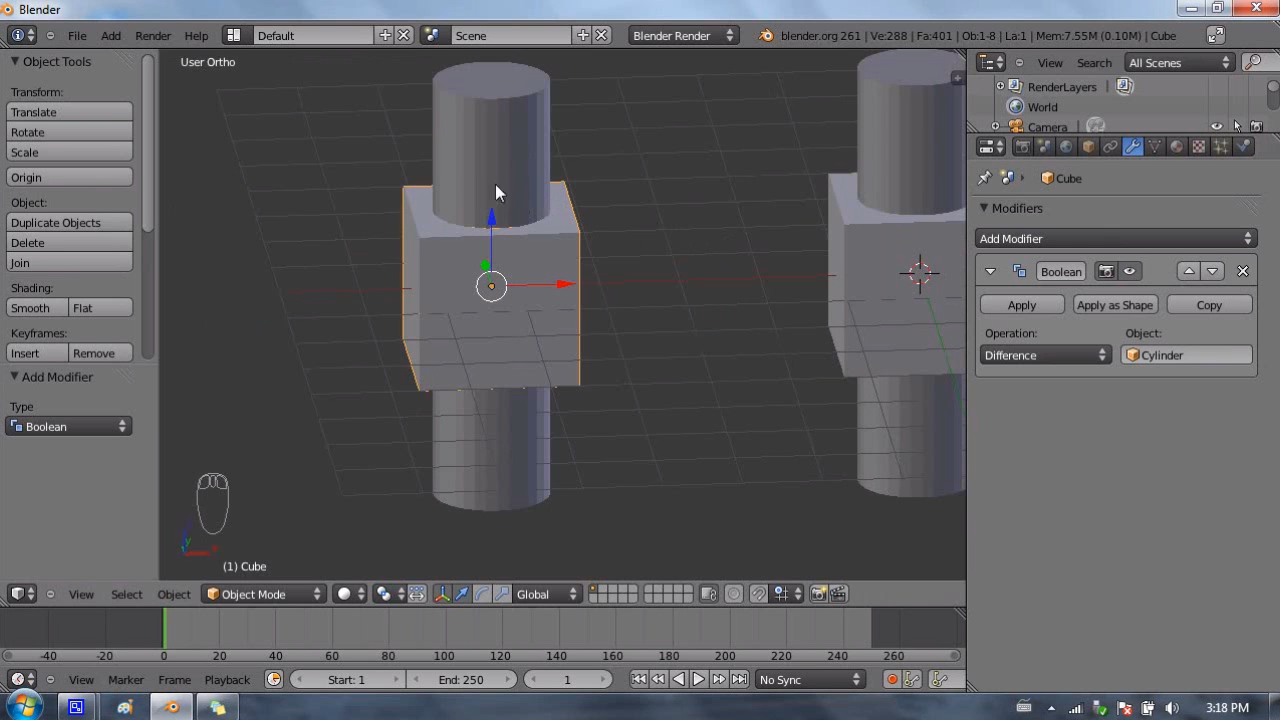 Blender
File Add Render Help Default Scene Blender Render blender.org 261 | Ve:288 | Fa:401 | Ob:1-8 | La:1 | Mem:7.55M (0.10M) | Cube
Object Tools
Transform:
Translate
Rotate
Scale
Origin
Object:
Duplicate Objects
Delete
Join
Shading:
Smooth Flat
Keyframes:
Insert Remove
Add Modifier
Type
Boolean
User Ortho
(1) Cube
View Search All Scenes
RenderLayers
World
Camera
Cube
Modifiers
Add Modifier
Boolean
Apply Apply as Shape Copy
Operation: Object:
Difference Cylinder
View Select Object Object Mode Global
-40 -20 0 20 40 60 80 100 120 140 160 180 200 220 240 260
View Marker Frame Playback Start: 1 End: 250 1 No Sync
3:18 PM